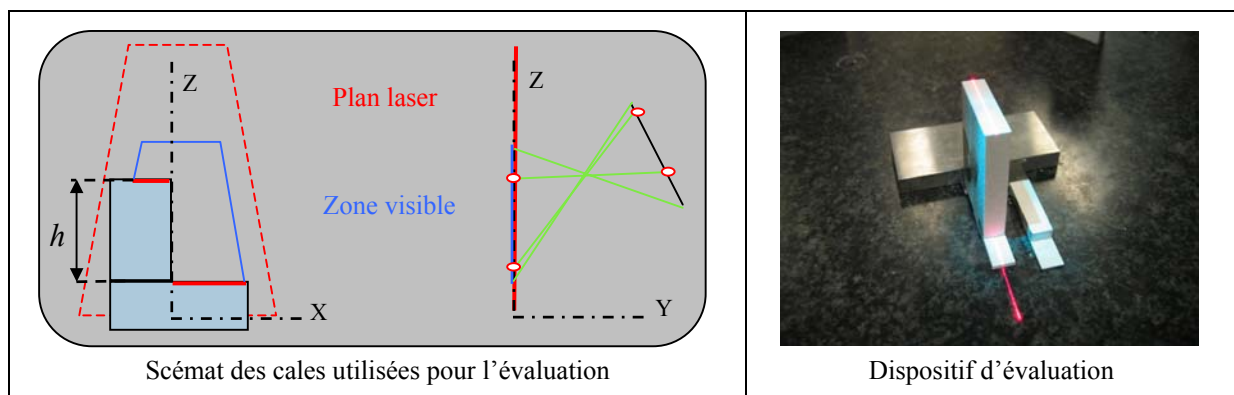 Z
Plan laser
Z
Zone visible
h
X
Y
Scémat des cales utilisées pour l'évaluation
Dispositif d'évaluation